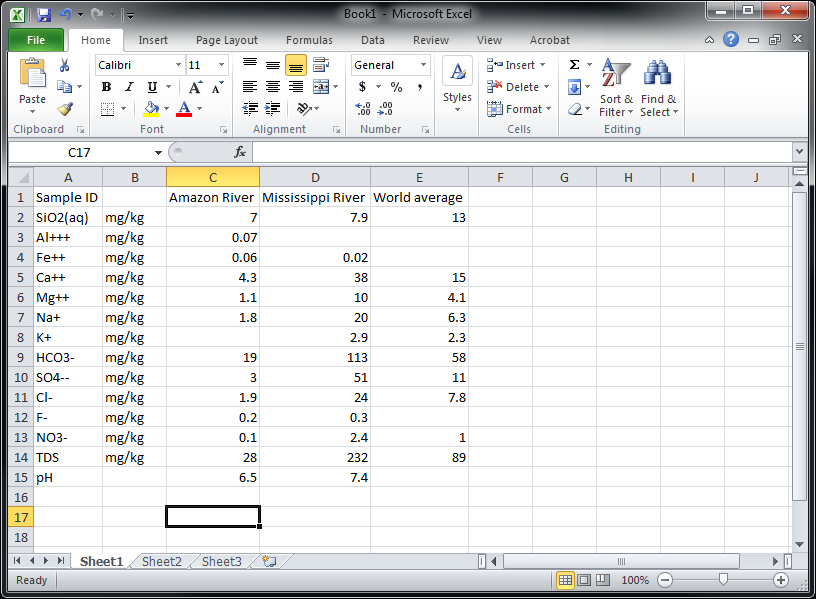 Book1 - Microsoft Excel
File Home Insert Page Layout Formulas Data Review View Acrobat
Calibri 11 General Insert Σ
Paste B I U A A $ % , Styles Delete Sort & Find &
A .00 .0 Format Filter Select
Clipboard Font Alignment Number Cells Editing
C17 fx
A B C D E F G H I J
1 Sample ID Amazon River Mississippi River World average
2 SiO2(aq) mg/kg 7 7.9 13
3 Al+++ mg/kg 0.07
4 Fe++ mg/kg 0.06 0.02
5 Ca++ mg/kg 4.3 38 15
6 Mg++ mg/kg 1.1 10 4.1
7 Na+ mg/kg 1.8 20 6.3
8 K+ mg/kg 2.9 2.3
9 HCO3- mg/kg 19 113 58
10 SO4-- mg/kg 3 51 11
11 Cl- mg/kg 1.9 24 7.8
12 F- mg/kg 0.2 0.3
13 NO3- mg/kg 0.1 2.4 1
14 TDS mg/kg 28 232 89
15 pH 6.5 7.4
16
17
18
Sheet1 Sheet2 Sheet3
Ready 100%